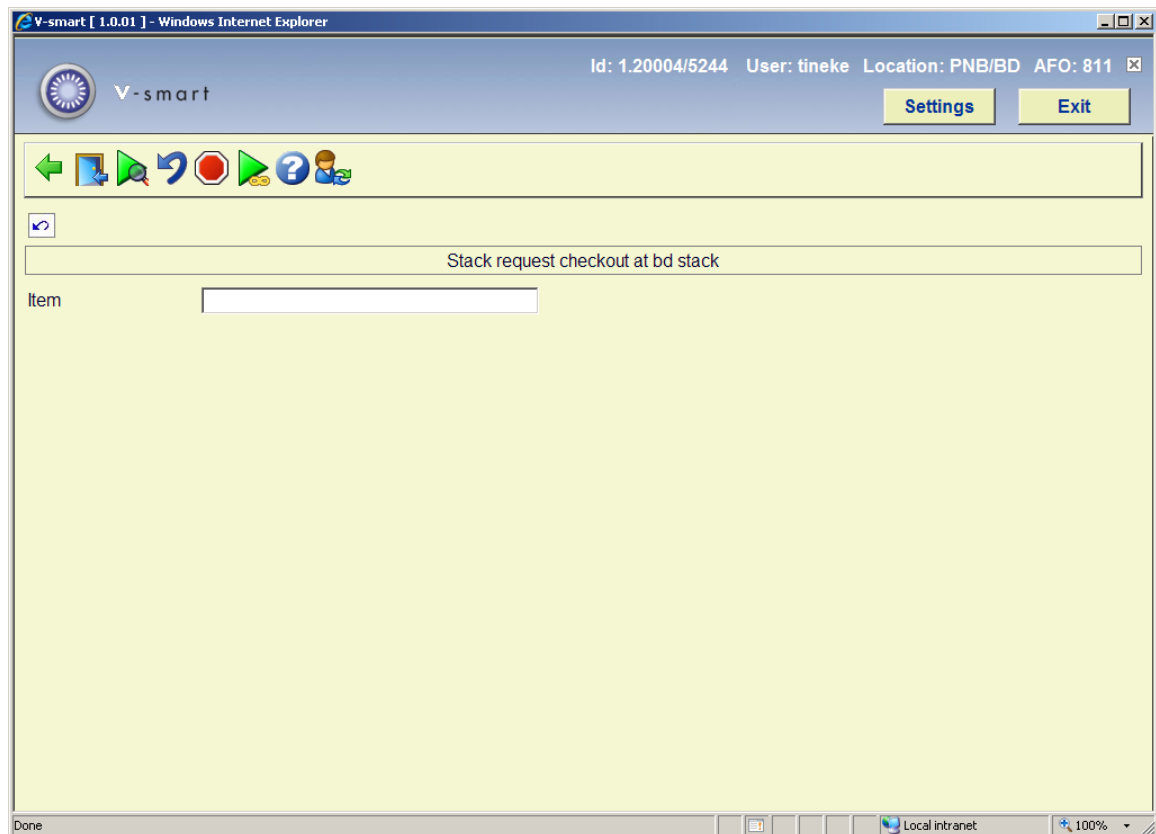 V-smart [ 1.0.01 ] - Windows Internet Explorer
Id: 1.20004/5244 User: tineke Location: PNB/BD AFO: 811
V-smart
Settings Exit
Stack request checkout at bd stack
Item
Done Local intranet 100%